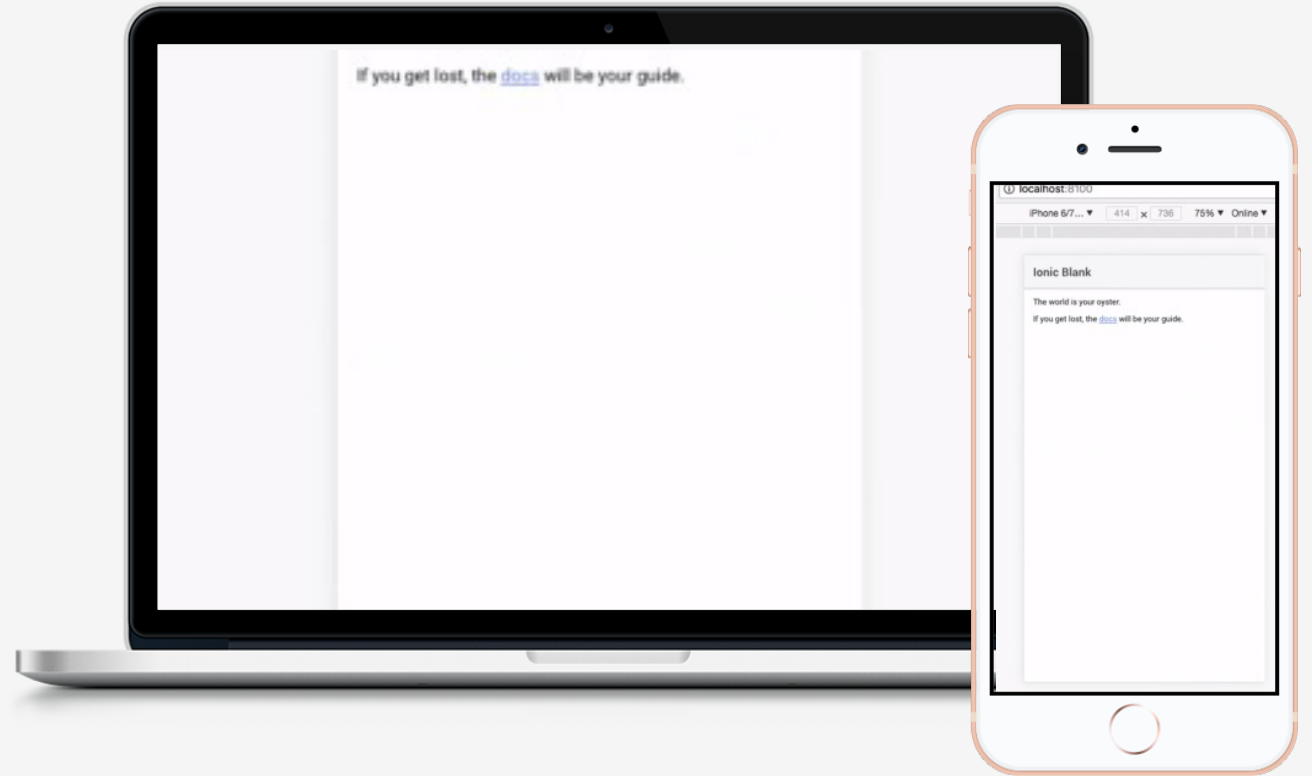 If you get lost, the docs will be your guide.
localhost:8100
iPhone 6/7... ▼ 414 x 736 75% ▼ Online ▼
Ionic Blank
The world is your oyster.
If you get lost, the docs will be your guide.